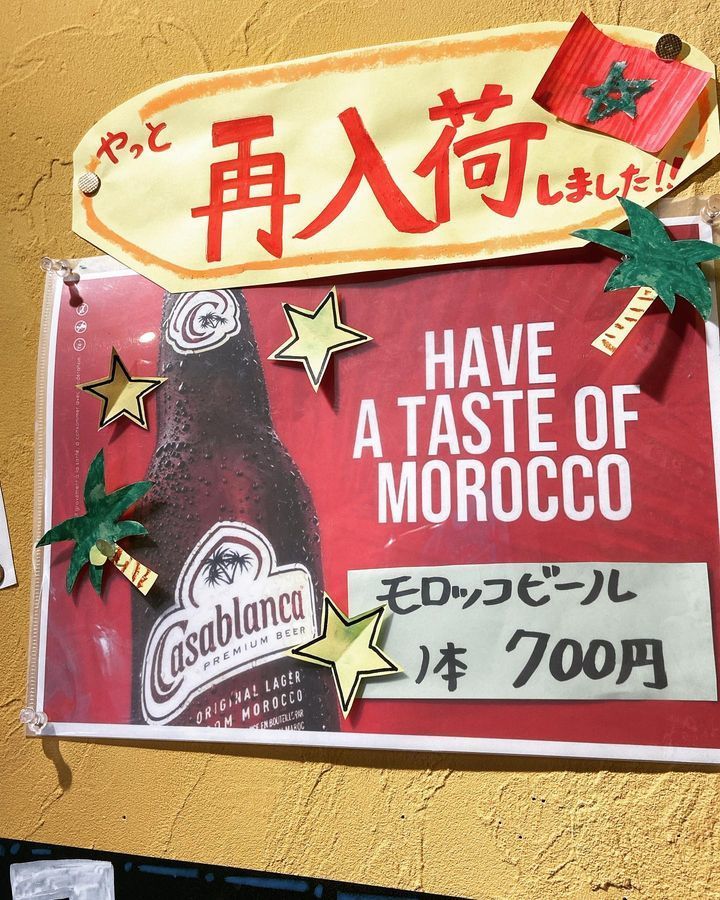 やっと
再入荷
しました!!
HAVE
A TASTE OF
MOROCCO
Casablanca
PREMIUM BEER
ORIGINAL LAGER
OM MOROCCO
モロッコビール
1本 700円